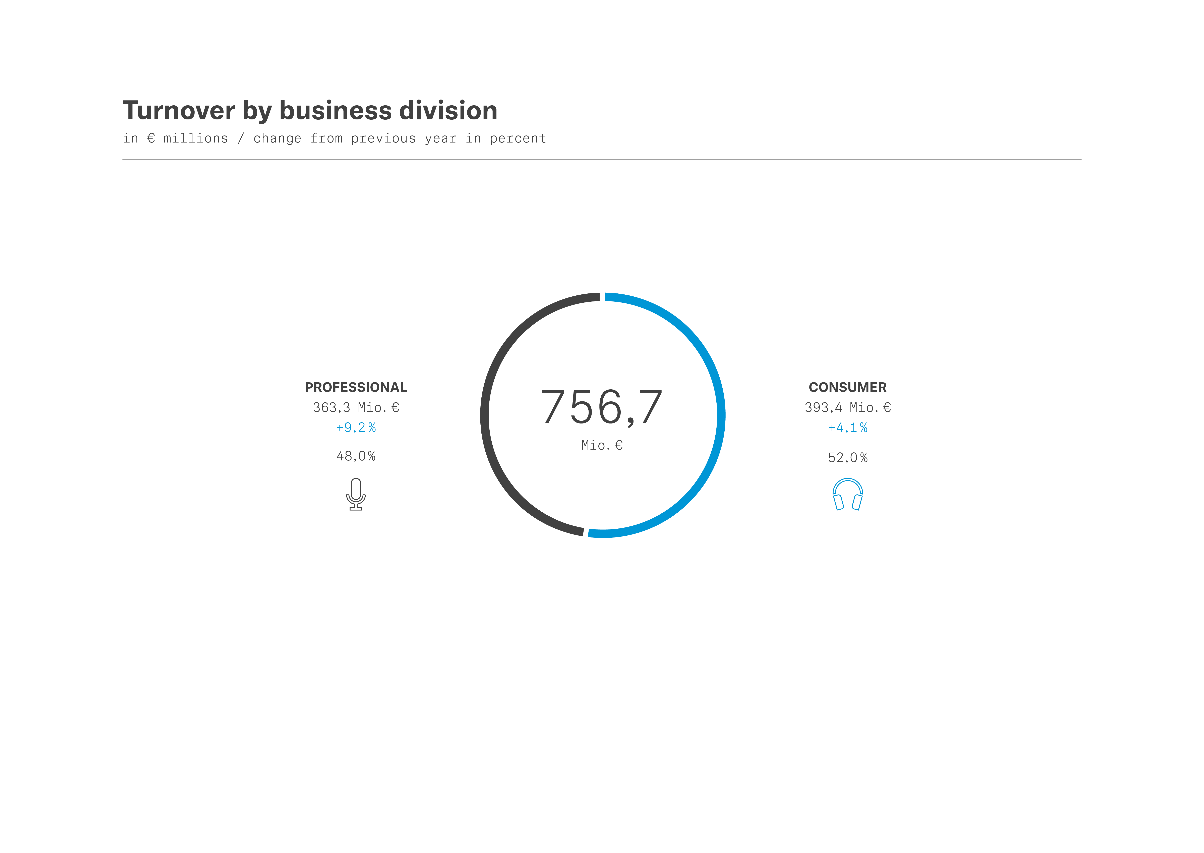 Turnover by business division
in € millions / change from previous year in percent
PROFESSIONAL
363,3 Mio. €
+9,2 %
48,0%
756,7
Mio. €
CONSUMER
393,4 Mio. €
−4,1 %
52,0%